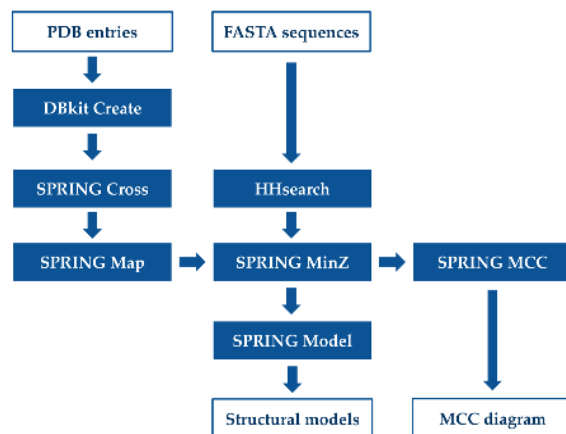 PDB entries
FASTA sequences
DBkit Create
SPRING Cross
HHsearch
SPRING Map
SPRING MinZ
SPRING MCC
SPRING Model
Structural models
MCC diagram